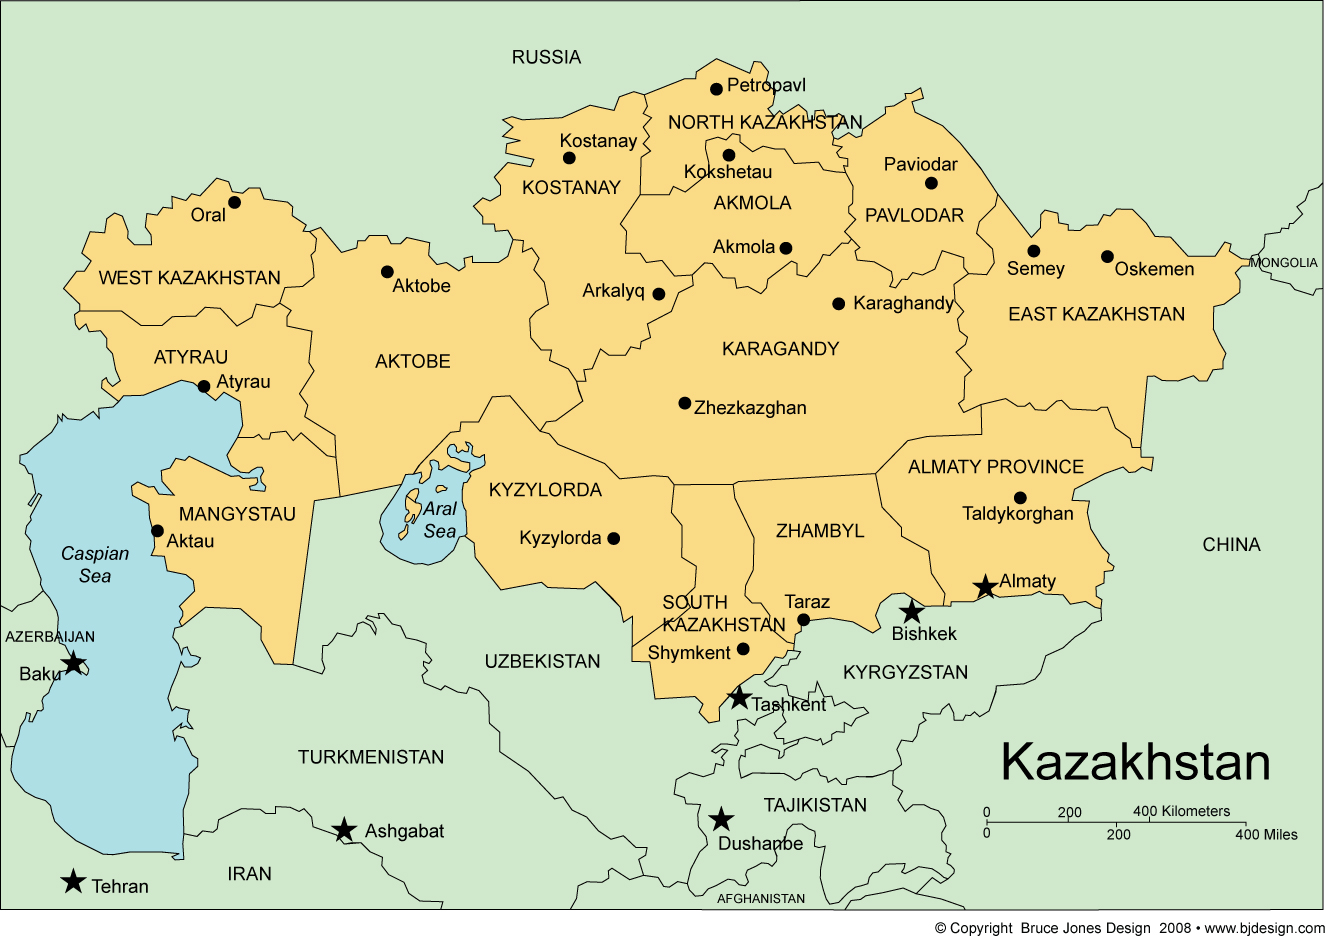 RUSSIA
Petropavl
NORTH KAZAKHSTAN
Kostanay
Kokshetau
Paviodar
KOSTANAY
AKMOLA
PAVLODAR
Oral
Akmola
MONGOLIA
Semey
Oskemen
WEST KAZAKHSTAN
Aktobe
Arkalyq
Karaghandy
EAST KAZAKHSTAN
KARAGANDY
ATYRAU
AKTOBE
Atyrau
Zhezkazghan
ALMATY PROVINCE
KYZYLORDA
MANGYSTAU
Aral
Sea
Taldykorghan
ZHAMBYL
Kyzylorda
Aktau
CHINA
Caspian
Sea
Almaty
SOUTH
KAZAKHSTAN
Taraz
Bishkek
AZERBAIJAN
Baku
Shymkent
UZBEKISTAN
KYRGYZSTAN
Tashkent
TURKMENISTAN
Kazakhstan
TAJIKISTAN
0 200 400 Kilometers
0 200 400 Miles
Ashgabat
Dushanbe
IRAN
Tehran
AFGHANISTAN
© Copyright Bruce Jones Design 2008 • www.bjdesign.com